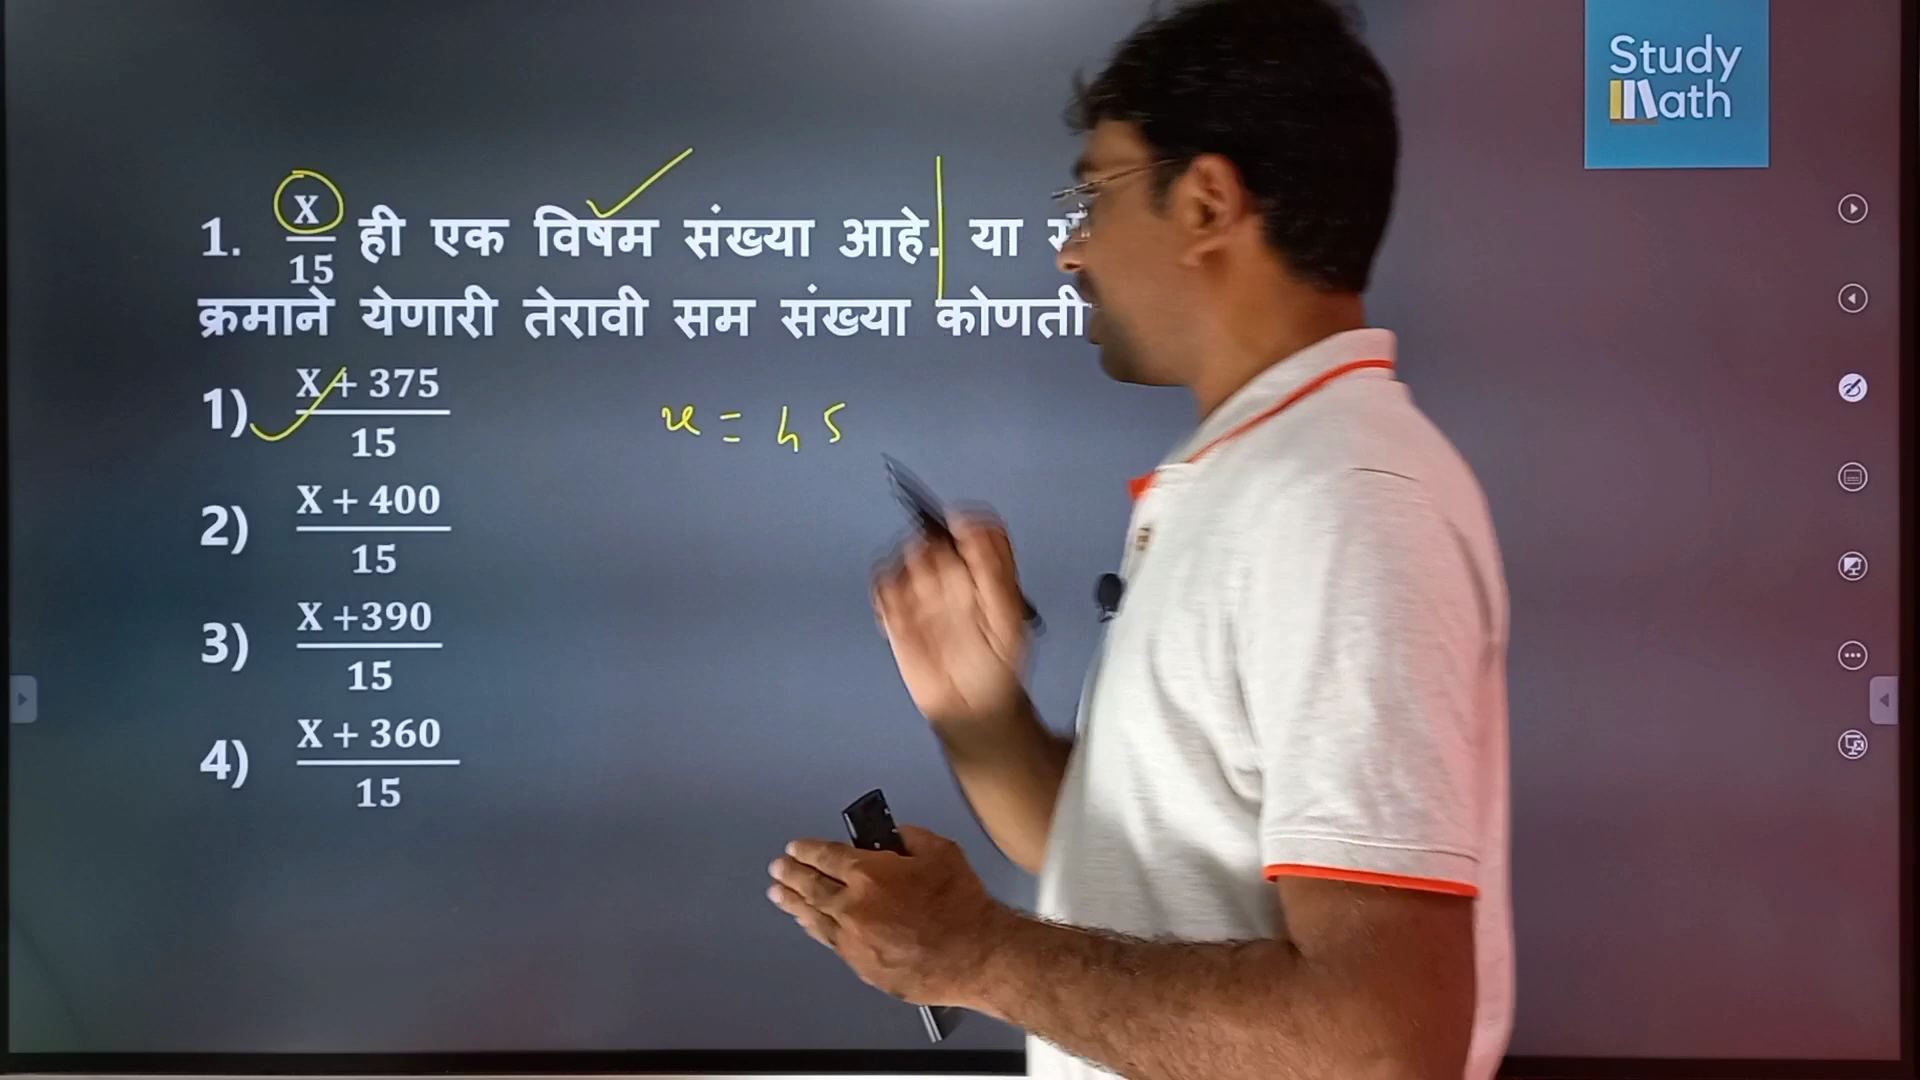 Study
Math
1. x/15 ही एक विषम संख्या आहे. या
क्रमाने येणारी तेरावी सम संख्या कोणती
1) X + 375
15
x = 45
2) X + 400
15
3) X +390
15
4) X + 360
15